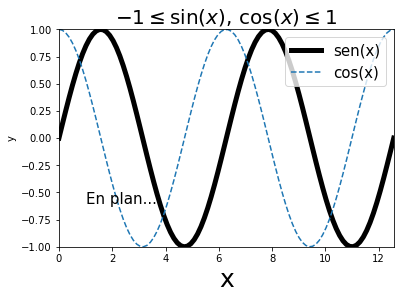 −1 ≤ sin(x), cos(x) ≤ 1
sen(x)
cos(x)
1.00
0.75
0.50
0.25
0.00
−0.25
−0.50
−0.75
−1.00
y
En plan...
0 2 4 6 8 10 12
x